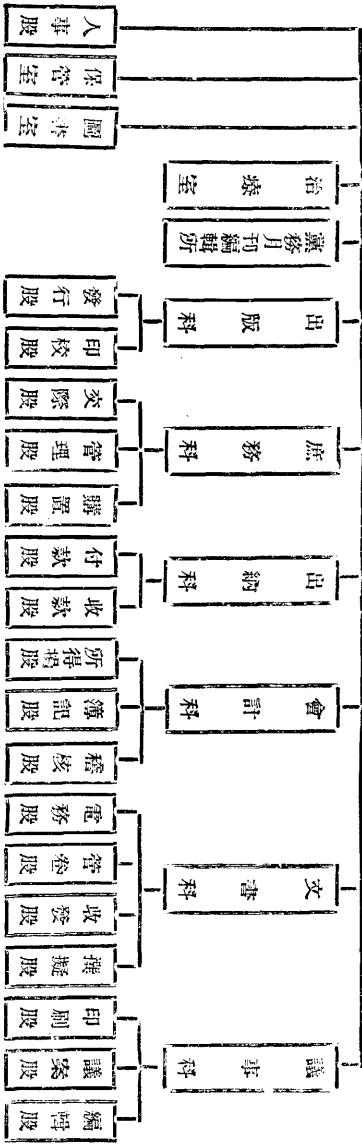 議事科
文書科
會計科
出納科
庶務科
出版科
黨務月刊編輯所
治療室
編輯股
議案股
印刷股
撰擬股
收發股
管卷股
電務股
稽核股
簿記股
所得捐股
收款股
付款股
購置股
管理股
交際股
印校股
發行股
圖書室
保管室
人事股